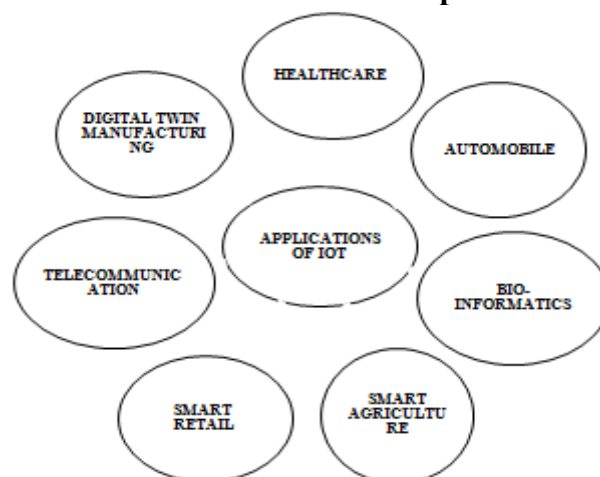 HEALTHCARE
DIGITAL TWIN
MANUFACTURI
NG
AUTOMOBILE
APPLICATIONS
OF IOT
TELECOMMUNIC
ATION
BIO-
INFORMATICS
SMART
RETAIL
SMART
AGRICULTU
RE